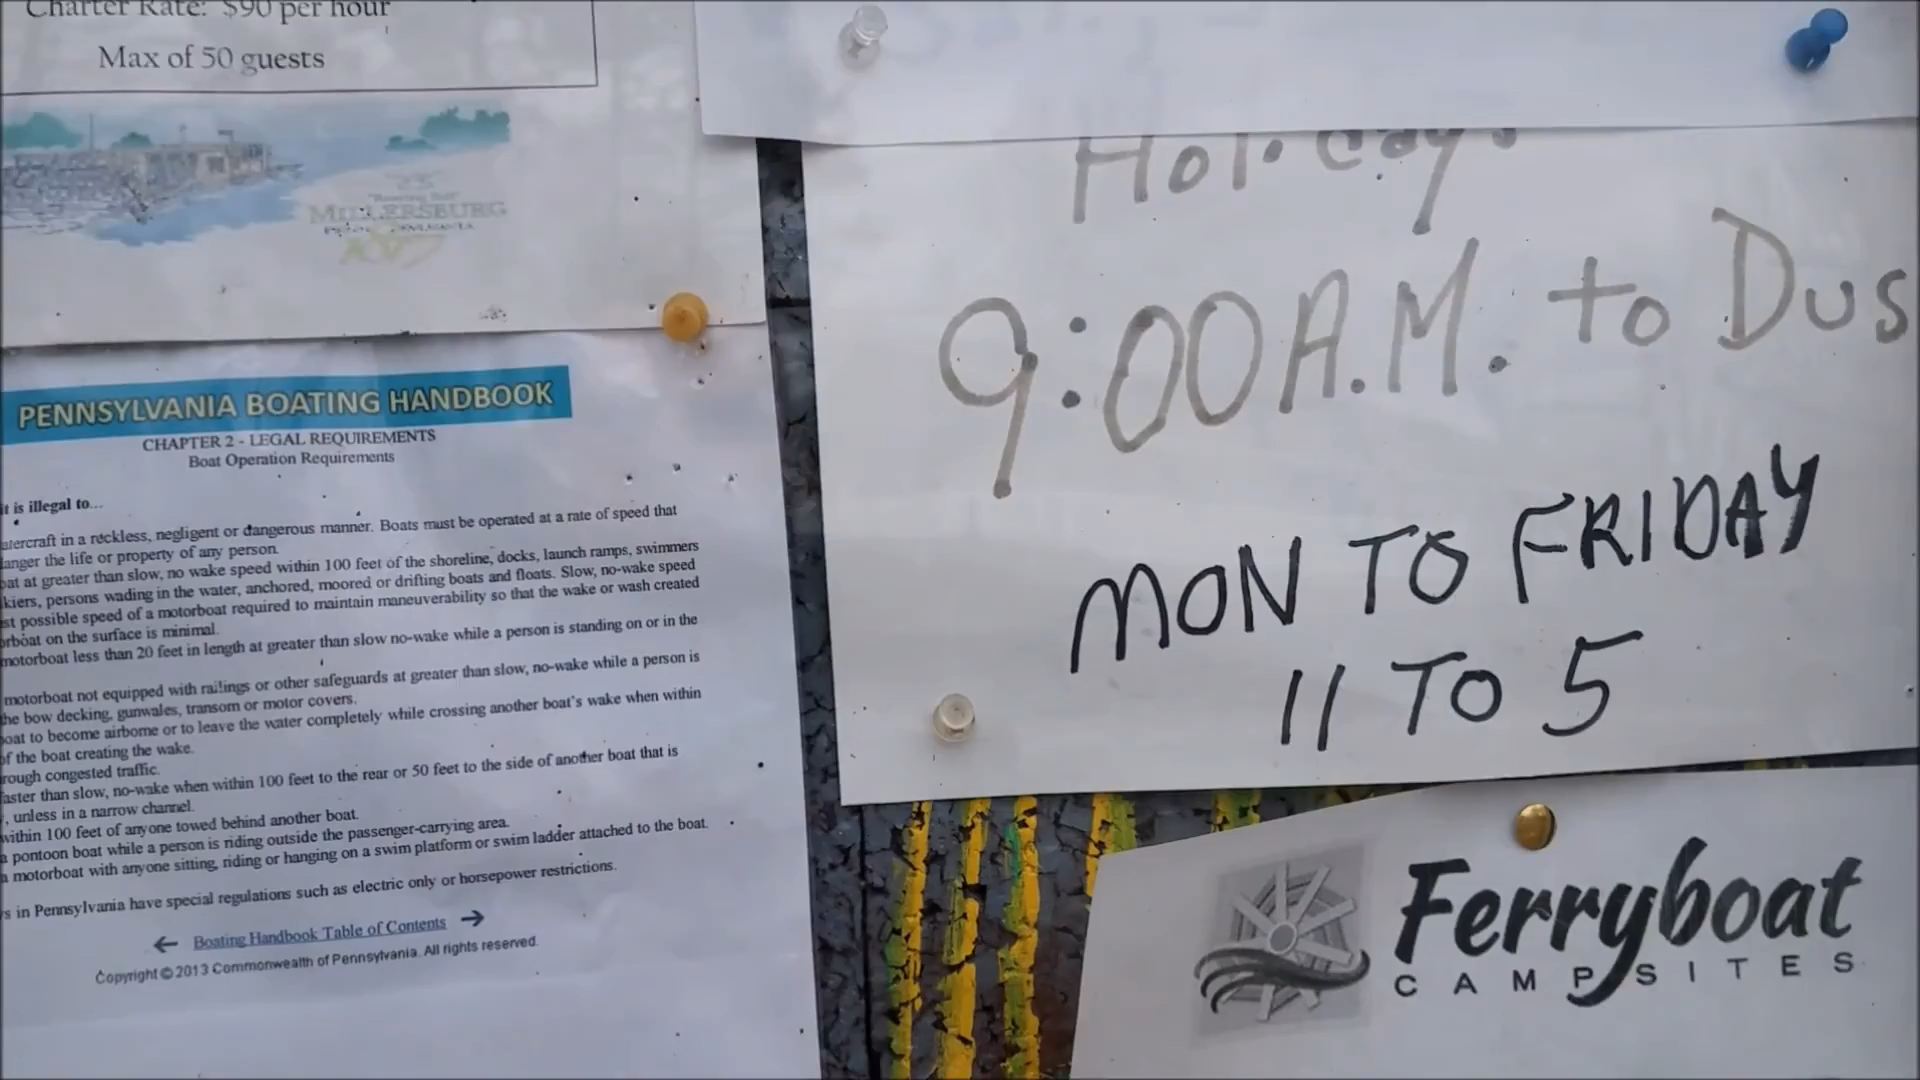 Charter Rate: $90 per hour
Max of 50 guests
MILLERSBURG
PENNSYLVANIA BOATING HANDBOOK
CHAPTER 2 - LEGAL REQUIREMENTS
Boat Operation Requirements
it is illegal to...
atercraft in a reckless, negligent or dangerous manner. Boats must be operated at a rate of speed that
anger the life or property of any person.
oat at greater than slow, no wake speed within 100 feet of the shoreline, docks, launch ramps, swimmers
kiers, persons wading in the water, anchored, moored or drifting boats and floats. Slow, no-wake speed
st possible speed of a motorboat required to maintain maneuverability so that the wake or wash created
orboat on the surface is minimal.
motorboat less than 20 feet in length at greater than slow no-wake while a person is standing on or in the
motorboat not equipped with railings or other safeguards at greater than slow, no-wake while a person is
he bow decking, gunwales, transom or motor covers.
oat to become airborne or to leave the water completely while crossing another boat's wake when within
of the boat creating the wake.
rough congested traffic.
aster than slow, no-wake when within 100 feet to the rear or 50 feet to the side of another boat that is
, unless in a narrow channel.
within 100 feet of anyone towed behind another boat.
a pontoon boat while a person is riding outside the passenger-carrying area.
a motorboat with anyone sitting, riding or hanging on a swim platform or swim ladder attached to the boat.
s in Pennsylvania have special regulations such as electric only or horsepower restrictions.
← Boating Handbook Table of Contents →
Copyright © 2013 Commonwealth of Pennsylvania. All rights reserved.
9:00 A.M. to Dus
MON TO FRIDAY
11 TO 5
Ferryboat
CAMPSITES